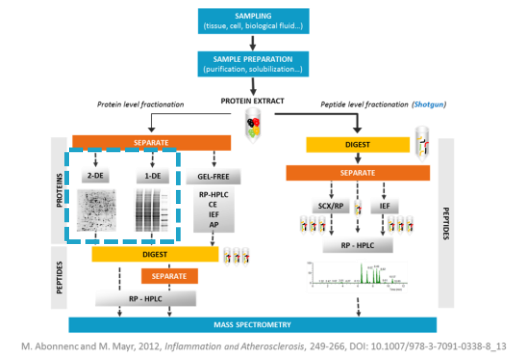 SAMPLING
(tissue, cell, biological fluid...)
SAMPLE PREPARATION
(purification, solubilization...)
PROTEIN EXTRACT
Protein level fractionation
Peptide level fractionation (Shotgun)
SEPARATE
DIGEST
2-DE
1-DE
GEL-FREE
SEPARATE
PROTEINS
RP-HPLC
CE
IEF
AP
SCX/RP
IEF
PEPTIDES
RP - HPLC
DIGEST
PEPTIDES
SEPARATE
RP - HPLC
MASS SPECTROMETRY
M. Abonnenc and M. Mayr, 2012, Inflammation and Atherosclerosis, 249-266, DOI: 10.1007/978-3-7091-0338-8_13